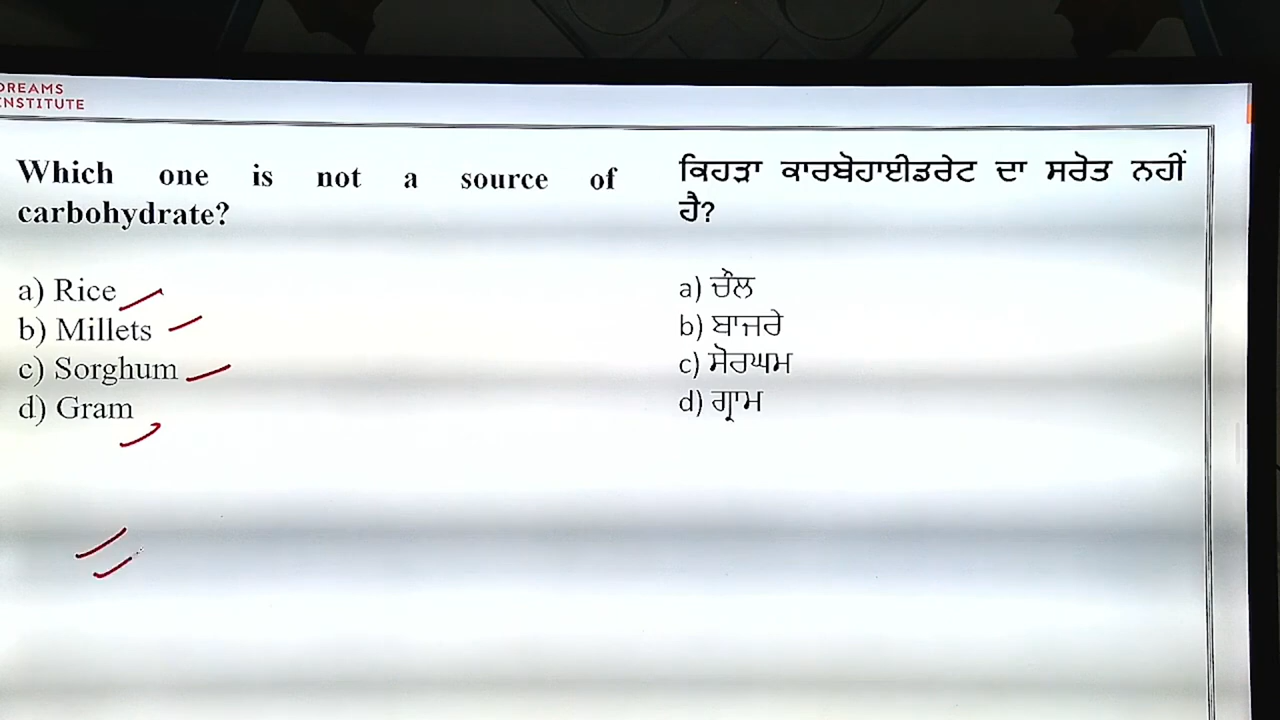 DREAMS
INSTITUTE
Which one is not a source of
carbohydrate?
a) Rice
b) Millets
c) Sorghum
d) Gram
ਕਿਹੜਾ ਕਾਰਬੋਹਾਈਡਰੇਟ ਦਾ ਸਰੋਤ ਨਹੀਂ
ਹੈ?
a) ਚੌਲ
b) ਬਾਜਰੇ
c) ਸੋਰਘਮ
d) ਗ੍ਰਾਮ